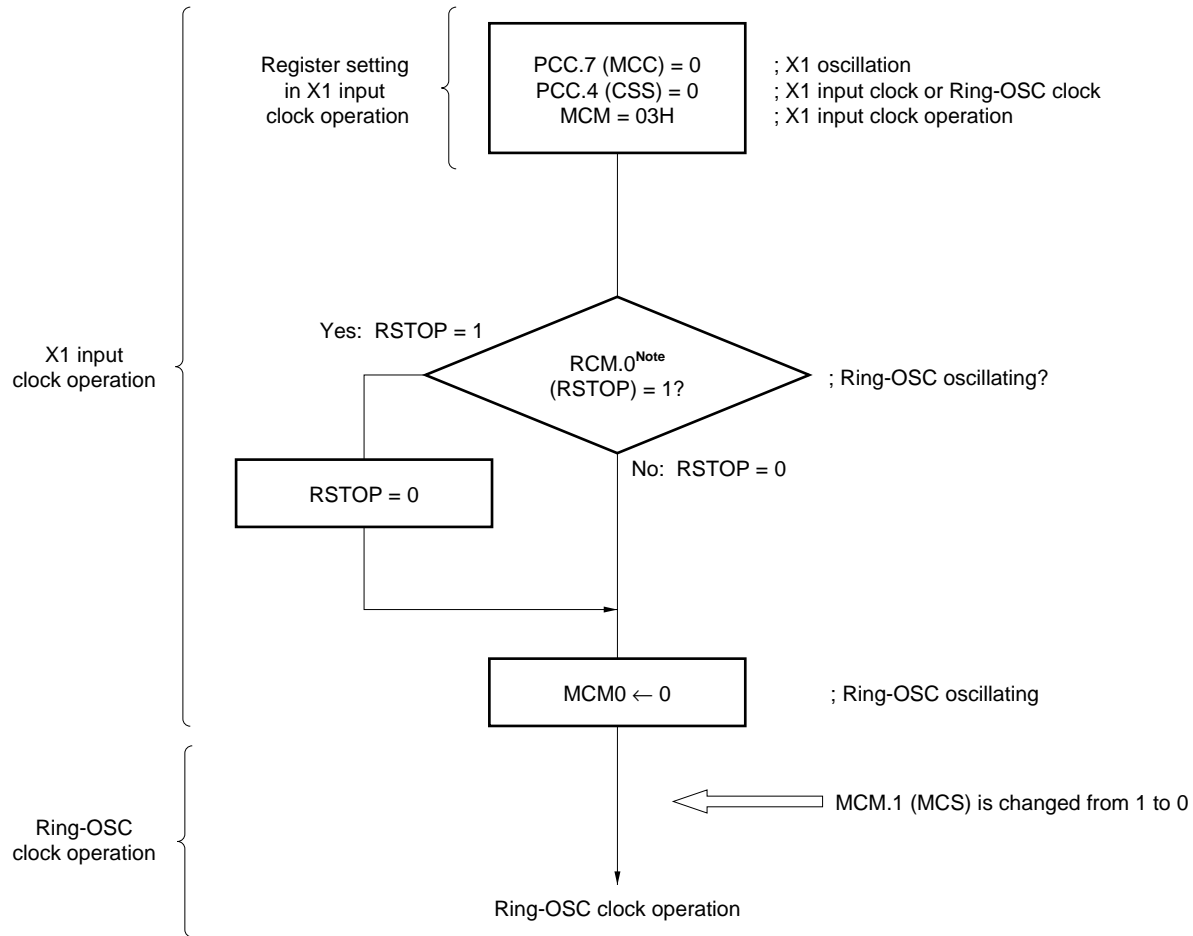 Register setting
in X1 input
clock operation
PCC.7 (MCC) = 0
PCC.4 (CSS) = 0
MCM = 03H
; X1 oscillation
; X1 input clock or Ring-OSC clock
; X1 input clock operation
X1 input
clock operation
Yes: RSTOP = 1
RCM.0Note
(RSTOP) = 1?
; Ring-OSC oscillating?
No: RSTOP = 0
RSTOP = 0
MCM0 ← 0
; Ring-OSC oscillating
MCM.1 (MCS) is changed from 1 to 0
Ring-OSC
clock operation
Ring-OSC clock operation